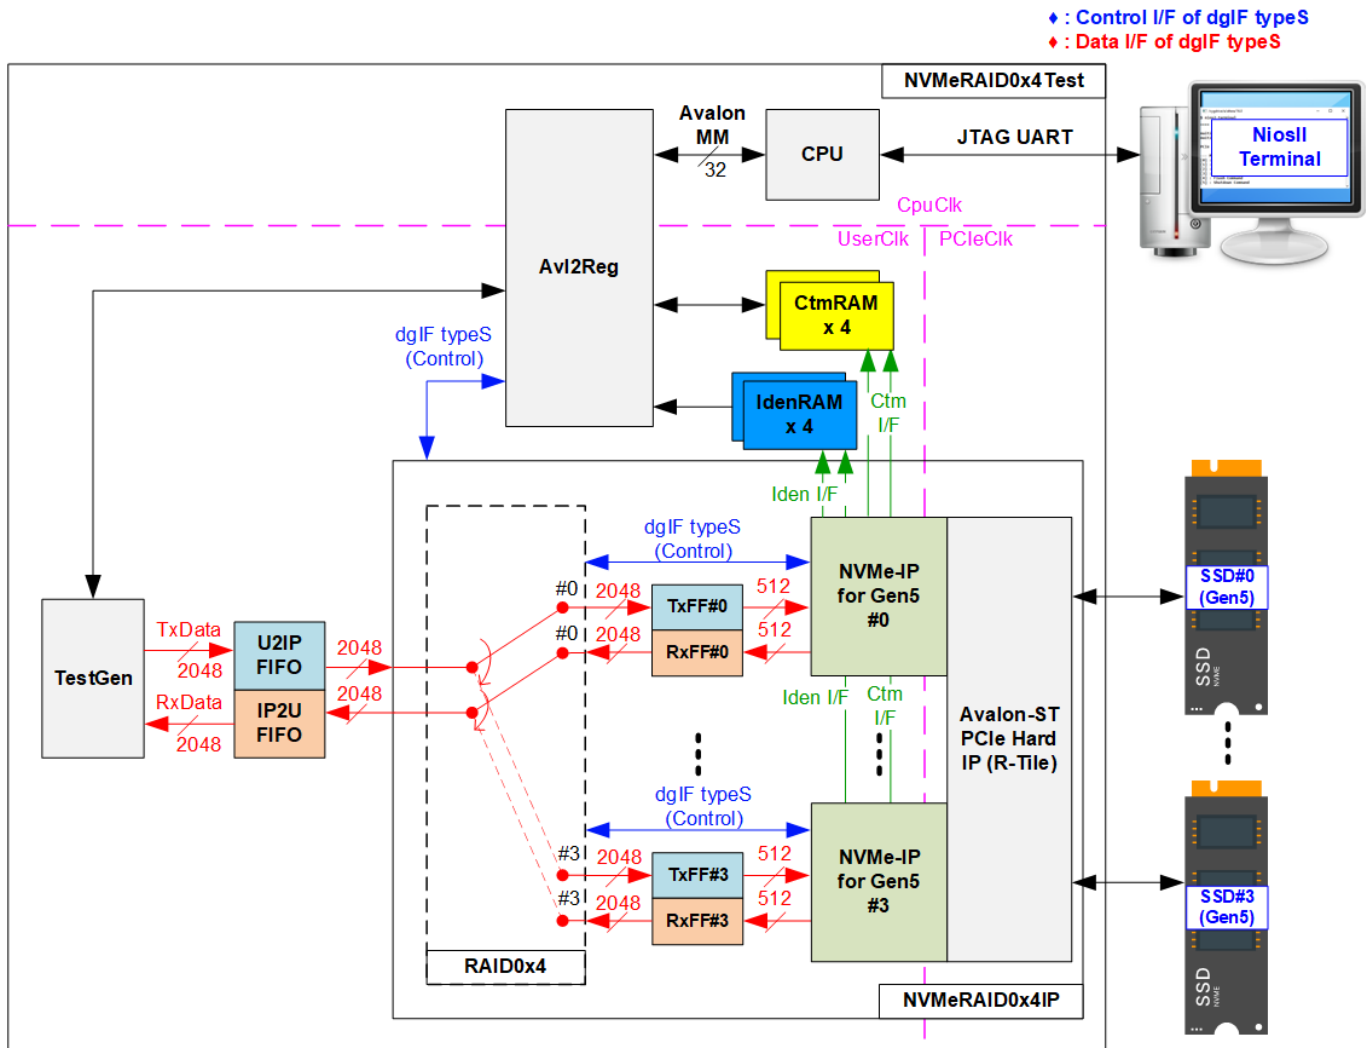 ♦ : Control I/F of dgIF typeS
♦ : Data I/F of dgIF typeS
NVMeRAID0x4Test
Avalon
MM
32
CPU
JTAG UART
NiosII
Terminal
CpuClk
UserClk
PCIeClk
Avl2Reg
CtmRAM
x 4
dgIF typeS
(Control)
IdenRAM
x 4
Ctm
I/F
Iden I/F
dgIF typeS
(Control)
NVMe-IP
for Gen5
#0
SSD#0
(Gen5)
SSD
NVME
#0
2048
TxFF#0
512
#0
2048
RxFF#0
512
TestGen
TxData
2048
U2IP
FIFO
2048
RxData
2048
IP2U
FIFO
2048
Iden I/F
Ctm
I/F
Avalon-ST
PCIe Hard
IP (R-Tile)
dgIF typeS
(Control)
NVMe-IP
for Gen5
#3
SSD#3
(Gen5)
SSD
NVME
#3
2048
TxFF#3
512
#3
2048
RxFF#3
512
RAID0x4
NVMeRAID0x4IP